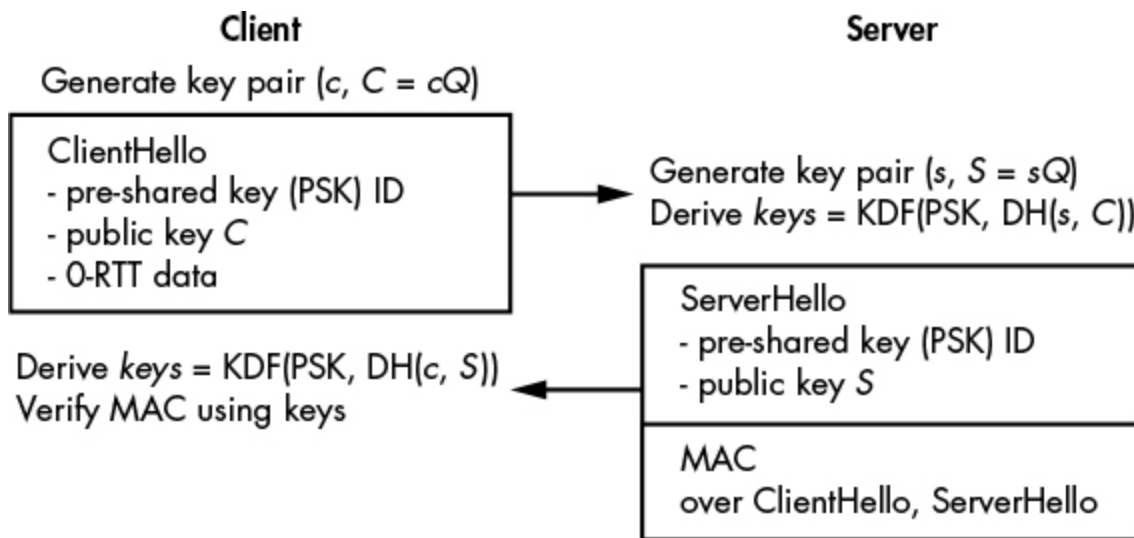 Client
Generate key pair (c, C = cQ)
ClientHello
- pre-shared key (PSK) ID
- public key C
- 0-RTT data
Derive keys = KDF(PSK, DH(c, S))
Verify MAC using keys
Server
Generate key pair (s, S = sQ)
Derive keys = KDF(PSK, DH(s, C))
ServerHello
- pre-shared key (PSK) ID
- public key S
MAC
over ClientHello, ServerHello